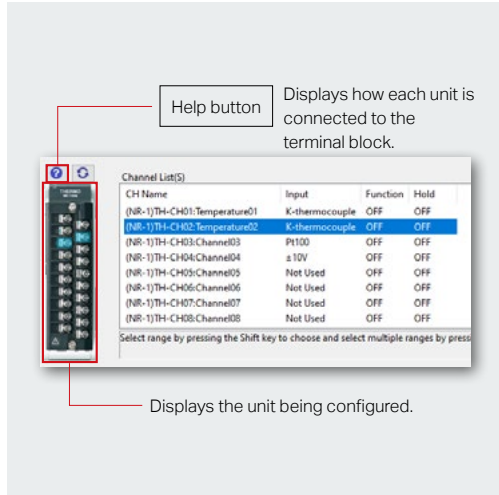 Help button
Displays how each unit is
connected to the
terminal block.
Channel List(S)
THERMO
CH Name Input Function Hold
(NR-1)TH-CH01:Temperature01 K-thermocouple OFF OFF
(NR-1)TH-CH02:Temperature02 K-thermocouple OFF OFF
(NR-1)TH-CH03:Channel03 Pt100 OFF OFF
(NR-1)TH-CH04:Channel04 ±10V OFF OFF
(NR-1)TH-CH05:Channel05 Not Used OFF OFF
(NR-1)TH-CH06:Channel06 Not Used OFF OFF
(NR-1)TH-CH07:Channel07 Not Used OFF OFF
(NR-1)TH-CH08:Channel08 Not Used OFF OFF
Select range by pressing the Shift key to choose and select multiple ranges by press
Displays the unit being configured.